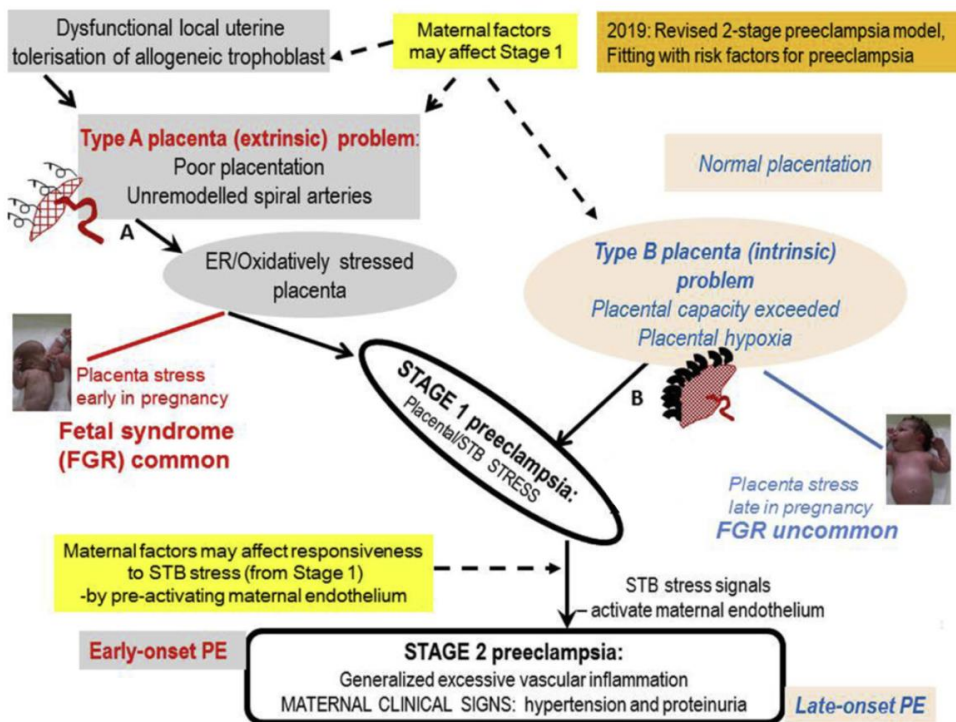 Dysfunctional local uterine
tolerisation of allogeneic trophoblast
Maternal factors
may affect Stage 1
2019: Revised 2-stage preeclampsia model,
Fitting with risk factors for preeclampsia
Type A placenta (extrinsic) problem:
Poor placentation
Unremodelled spiral arteries
Normal placentation
A
ER/Oxidatively stressed
placenta
Type B placenta (intrinsic)
problem
Placental capacity exceeded
Placental hypoxia
B
Placenta stress
early in pregnancy
Fetal syndrome
(FGR) common
STAGE 1 preeclampsia:
Placental/STB STRESS
Placenta stress
late in pregnancy
FGR uncommon
Maternal factors may affect responsiveness
to STB stress (from Stage 1)
-by pre-activating maternal endothelium
STB stress signals
– activate maternal endothelium
Early-onset PE
STAGE 2 preeclampsia:
Generalized excessive vascular inflammation
MATERNAL CLINICAL SIGNS: hypertension and proteinuria
Late-onset PE